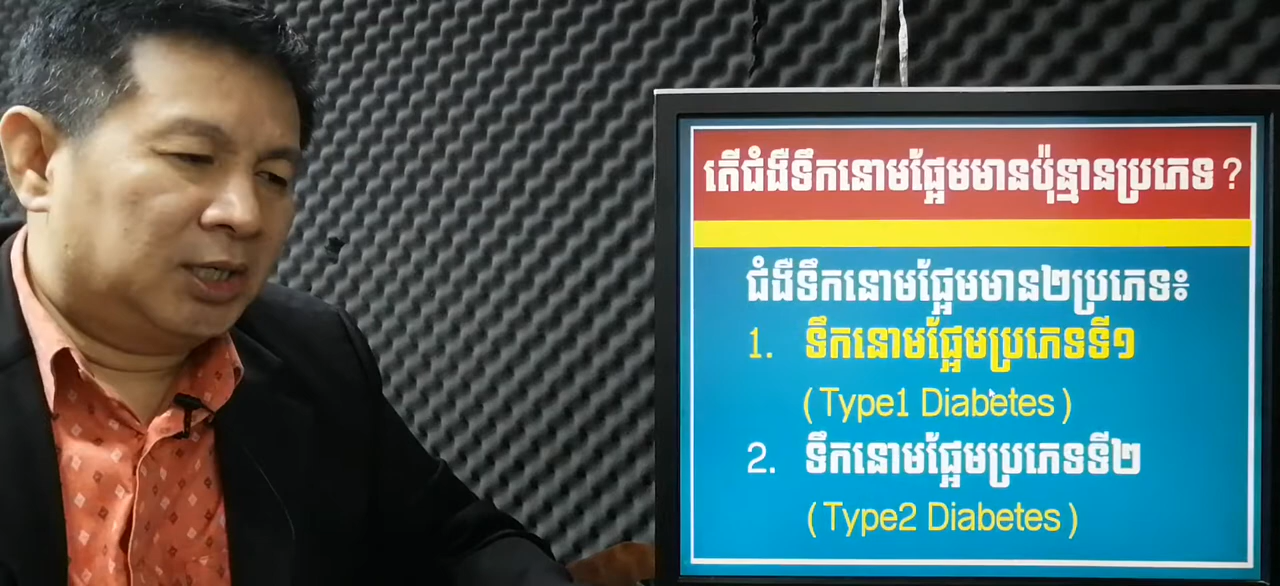 តើជំងឺទឹកនោមផ្អែមមានប៉ុន្មានប្រភេទ ?
ជំងឺទឹកនោមផ្អែមមាន២ប្រភេទ៖
1. ទឹកនោមផ្អែមប្រភេទទី១
( Type1 Diabetes )
2. ទឹកនោមផ្អែមប្រភេទទី២
( Type2 Diabetes )